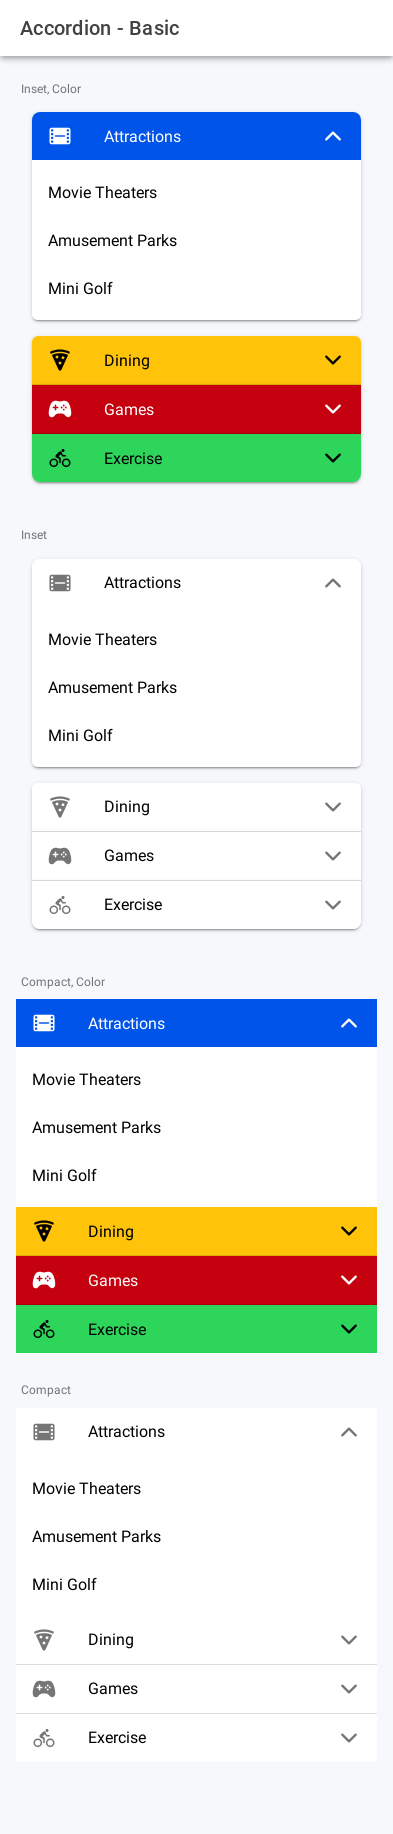 Accordion - Basic
Inset, Color
Attractions
Movie Theaters
Amusement Parks
Mini Golf
Dining
Games
Exercise
Inset
Attractions
Movie Theaters
Amusement Parks
Mini Golf
Dining
Games
Exercise
Compact, Color
Attractions
Movie Theaters
Amusement Parks
Mini Golf
Dining
Games
Exercise
Compact
Attractions
Movie Theaters
Amusement Parks
Mini Golf
Dining
Games
Exercise